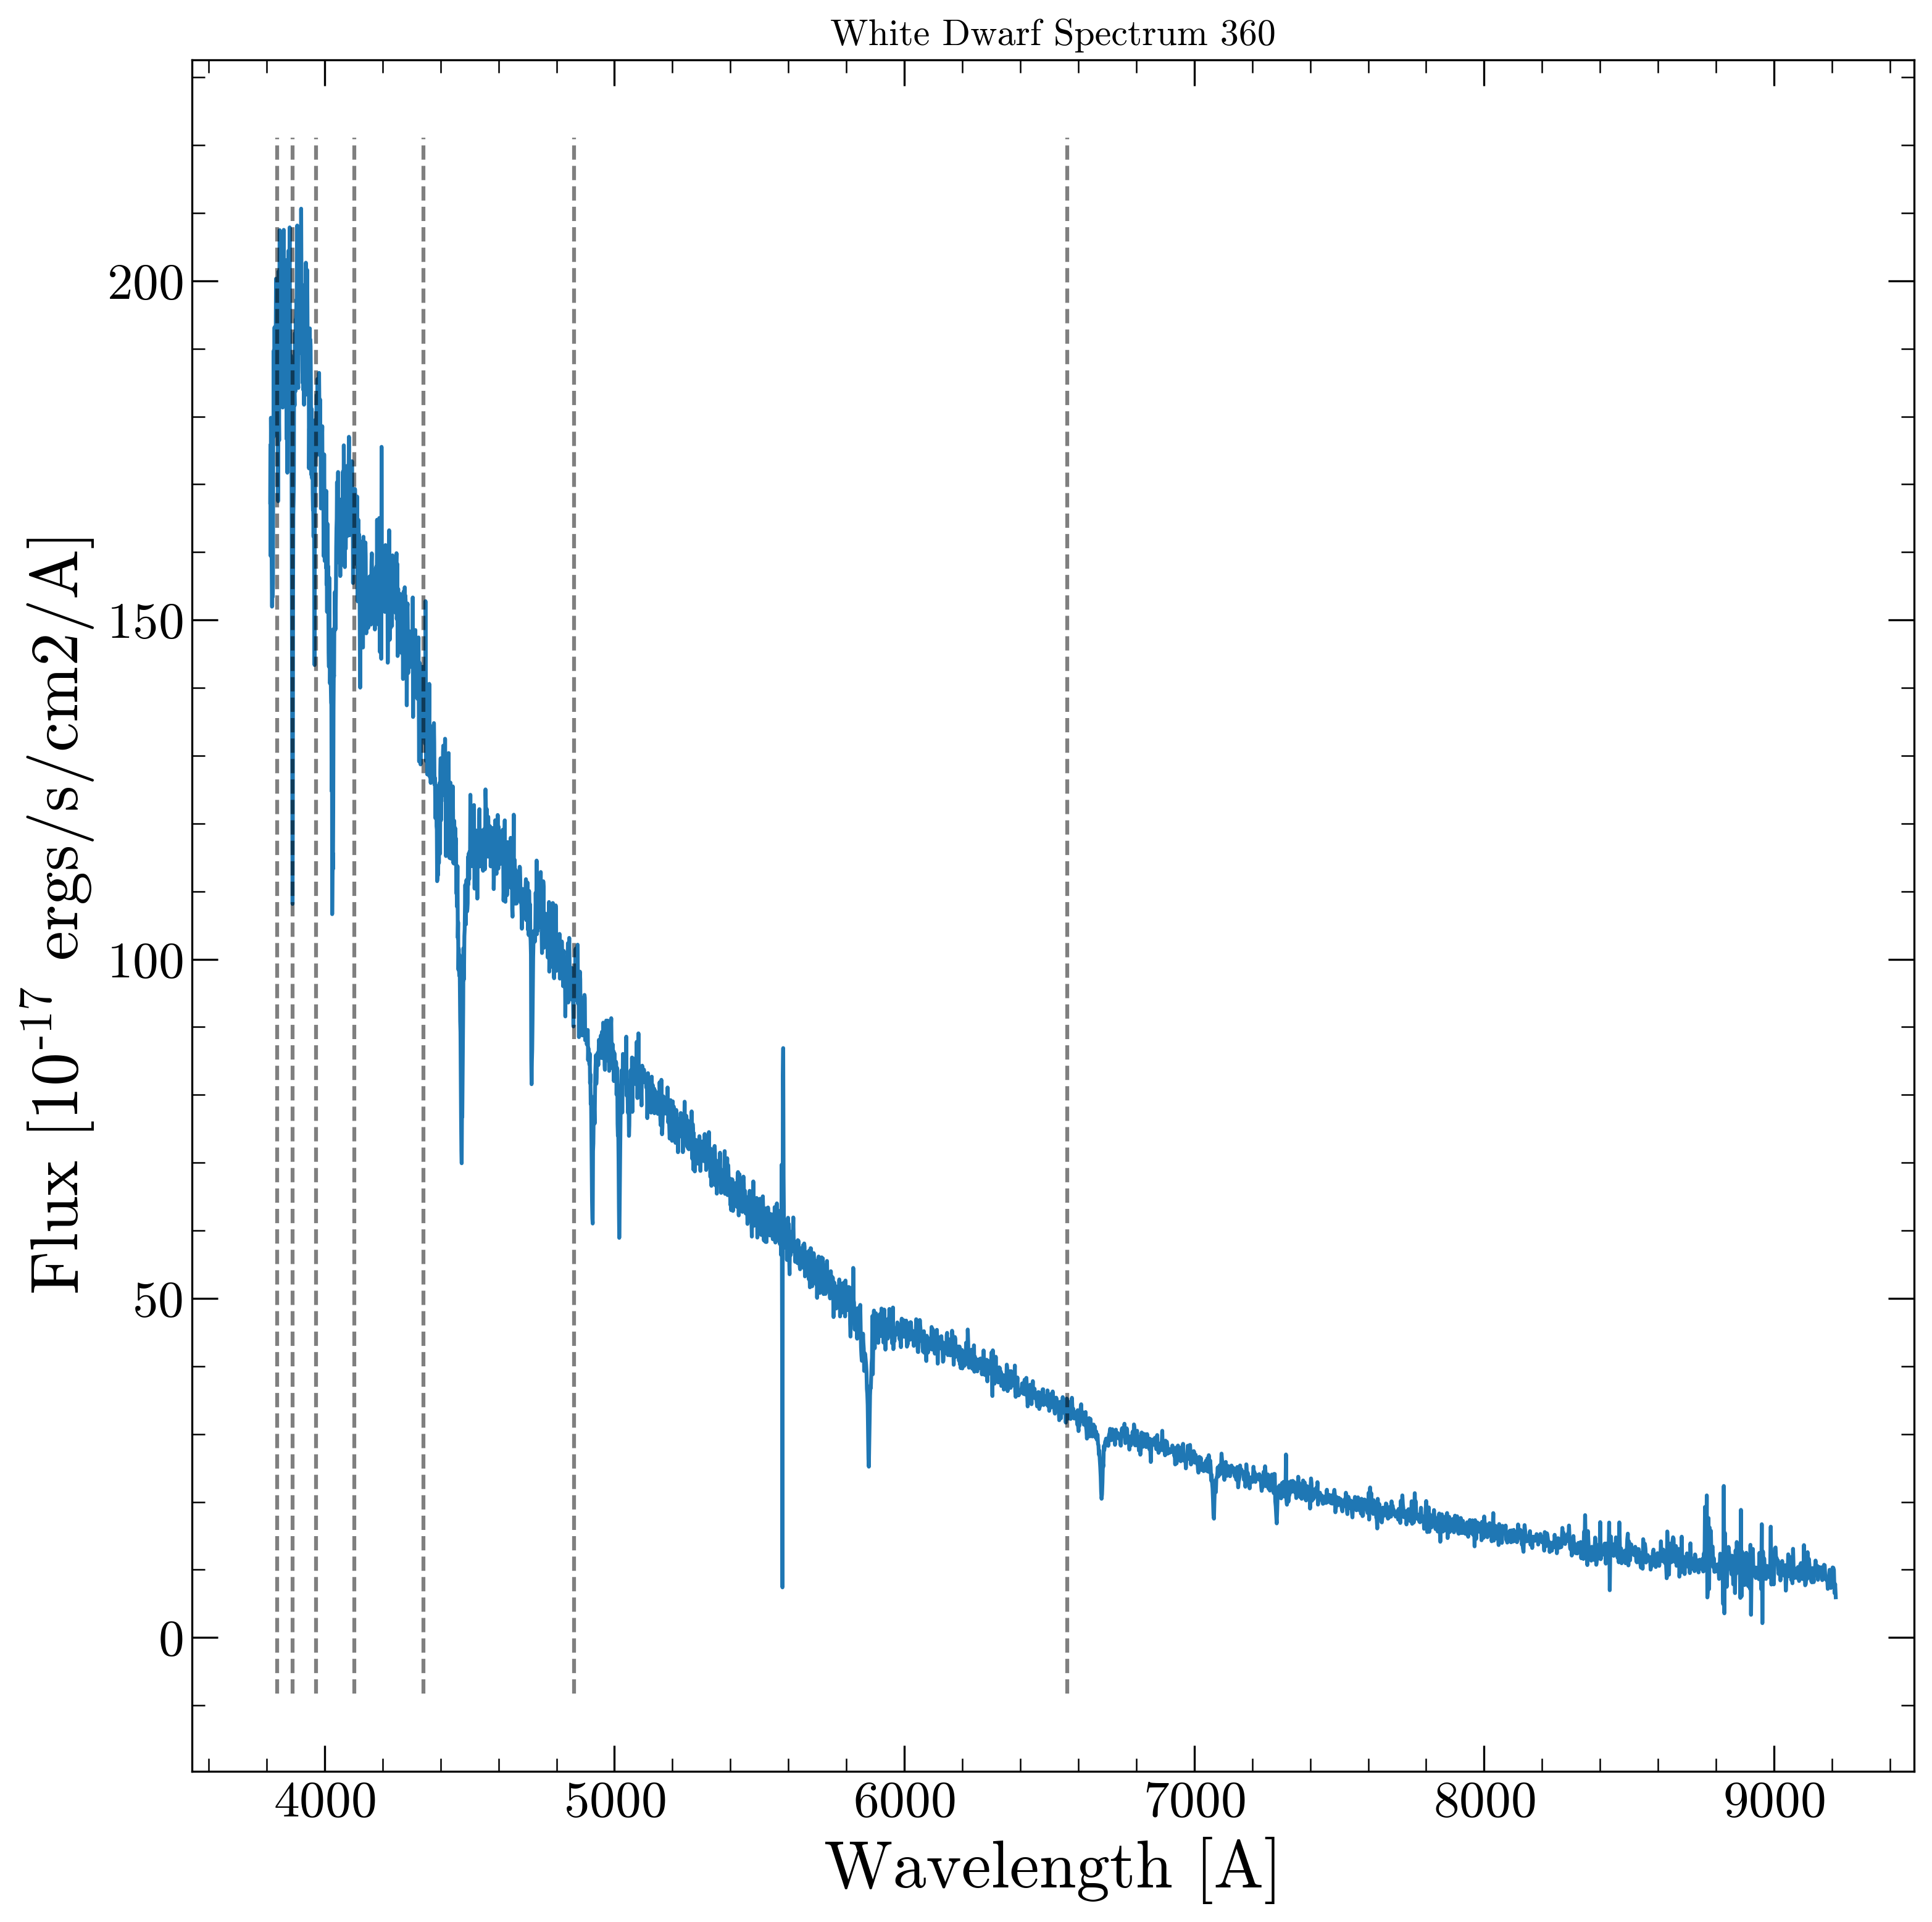 White Dwarf Spectrum 360
Flux [10-17 ergs/s/cm2/A]
200
150
100
50
0
4000 5000 6000 7000 8000 9000
Wavelength [A]